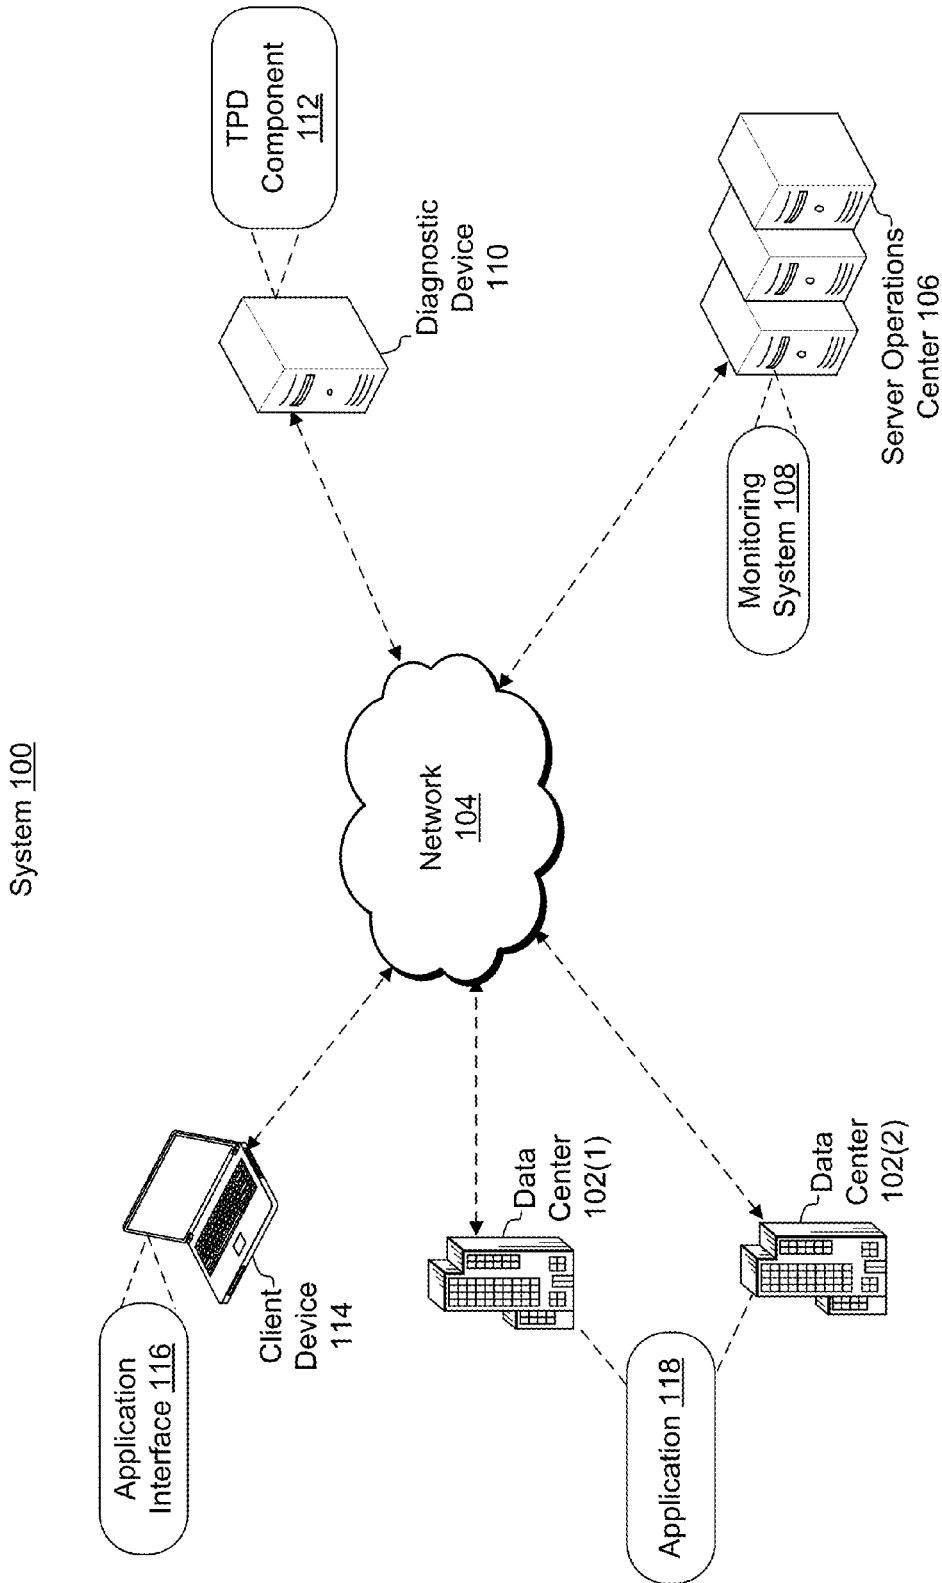 System 100
Application
Interface 116
Client
Device
114
TPD
Component
112
Diagnostic
Device
110
Network
104
Data
Center
102(1)
Application 118
Data
Center
102(2)
Monitoring
System 108
Server Operations
Center 106